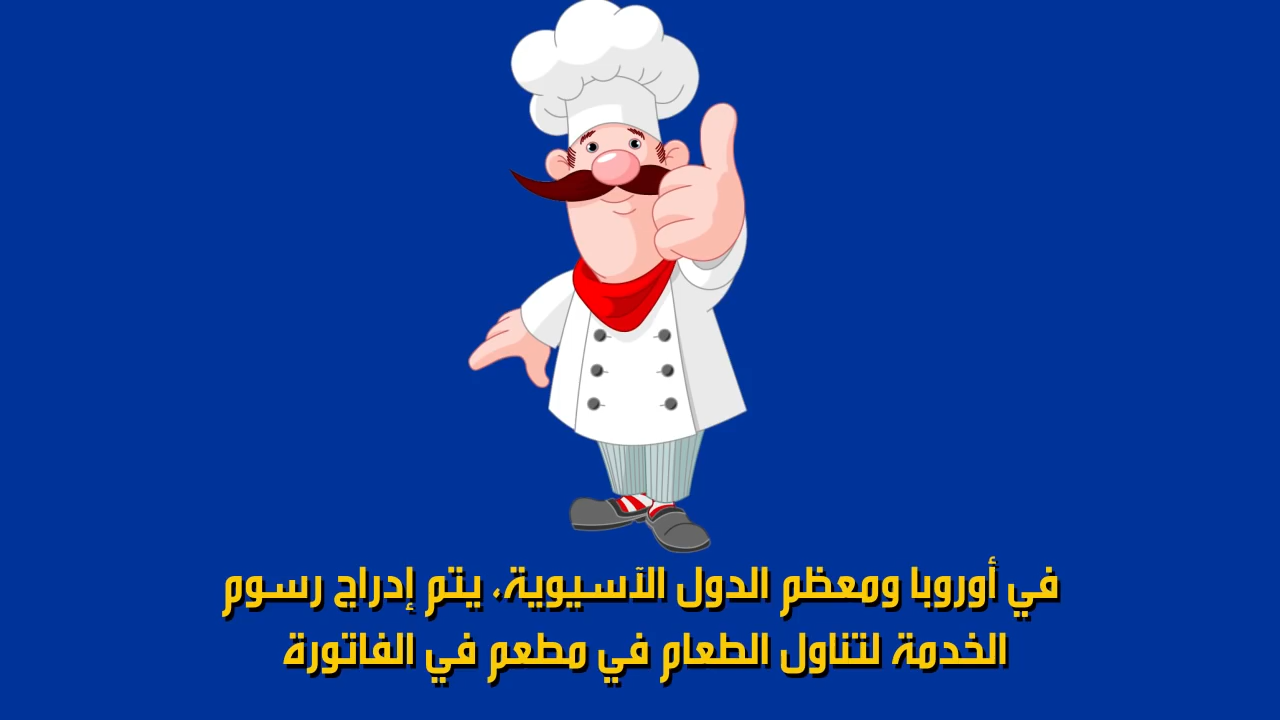 في أوروبا ومعظم الدول الآسيوية، يتم إدراج رسوم
الخدمة لتناول الطعام في مطعم في الفاتورة